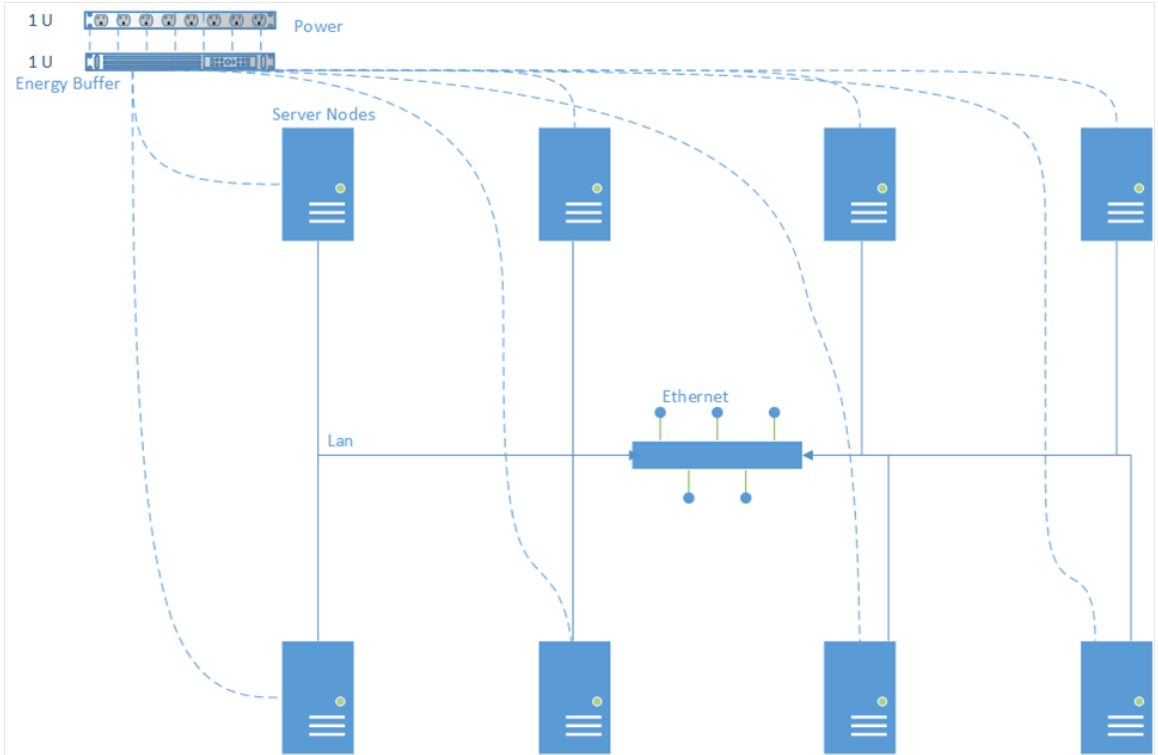 1 U
Power
1 U
Energy Buffer
Server Nodes
Ethernet
Lan